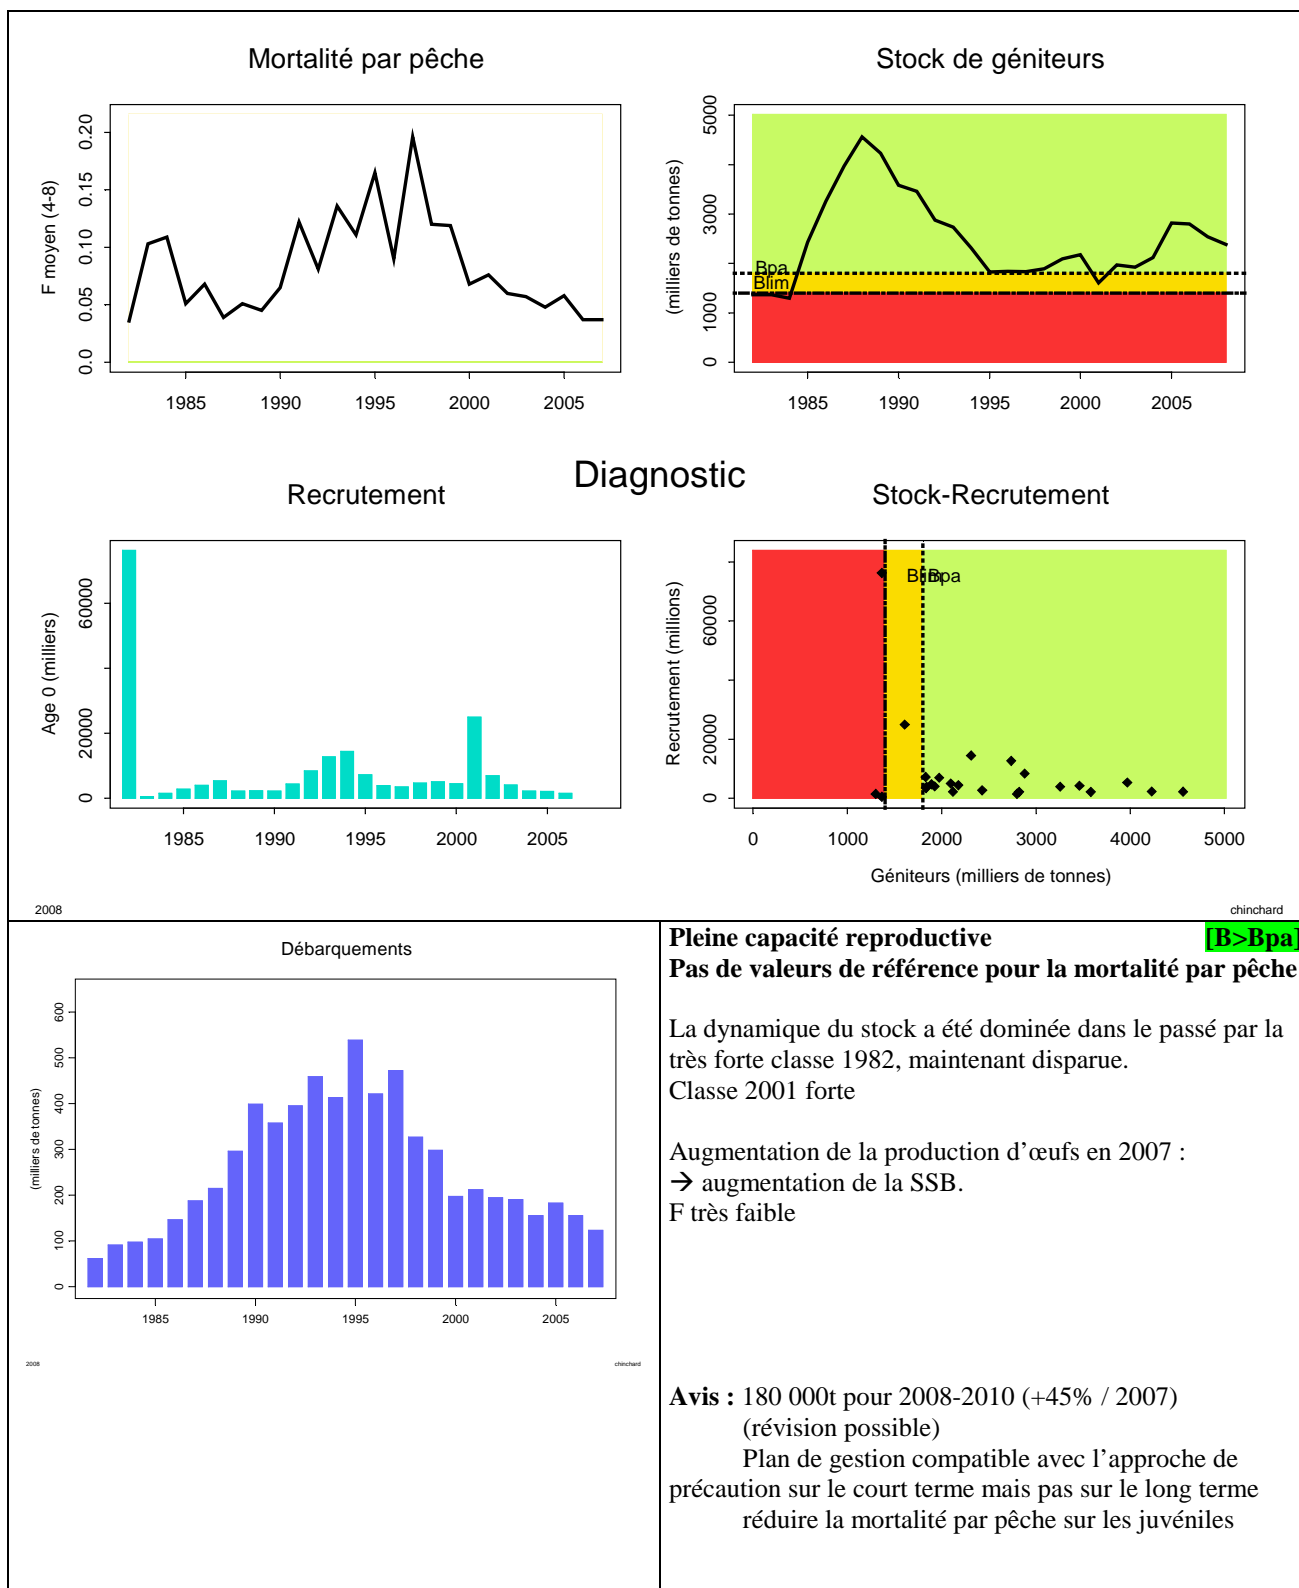 Mortalité par pêche
F moyen (4-8)
0.0 0.05 0.10 0.15 0.20
1985 1990 1995 2000 2005
Stock de géniteurs
(milliers de tonnes)
0 1000 3000 5000
Bpa
Blim
1985 1990 1995 2000 2005
Diagnostic
Recrutement
Age 0 (milliers)
0 20000 60000
1985 1990 1995 2000 2005
Stock-Recrutement
Recrutement (millions)
0 20000 60000
Blim Bpa
0 1000 2000 3000 4000 5000
Géniteurs (milliers de tonnes)
2008 chinchard
Débarquements
(milliers de tonnes)
0 100 200 300 400 500 600
1985 1990 1995 2000 2005
2008 chinchard
Pleine capacité reproductive [B>Bpa]
Pas de valeurs de référence pour la mortalité par pêche
La dynamique du stock a été dominée dans le passé par la
très forte classe 1982, maintenant disparue.
Classe 2001 forte
Augmentation de la production d'œufs en 2007 :
→ augmentation de la SSB.
F très faible
Avis : 180 000t pour 2008-2010 (+45% / 2007)
(révision possible)
Plan de gestion compatible avec l'approche de
précaution sur le court terme mais pas sur le long terme
réduire la mortalité par pêche sur les juvéniles